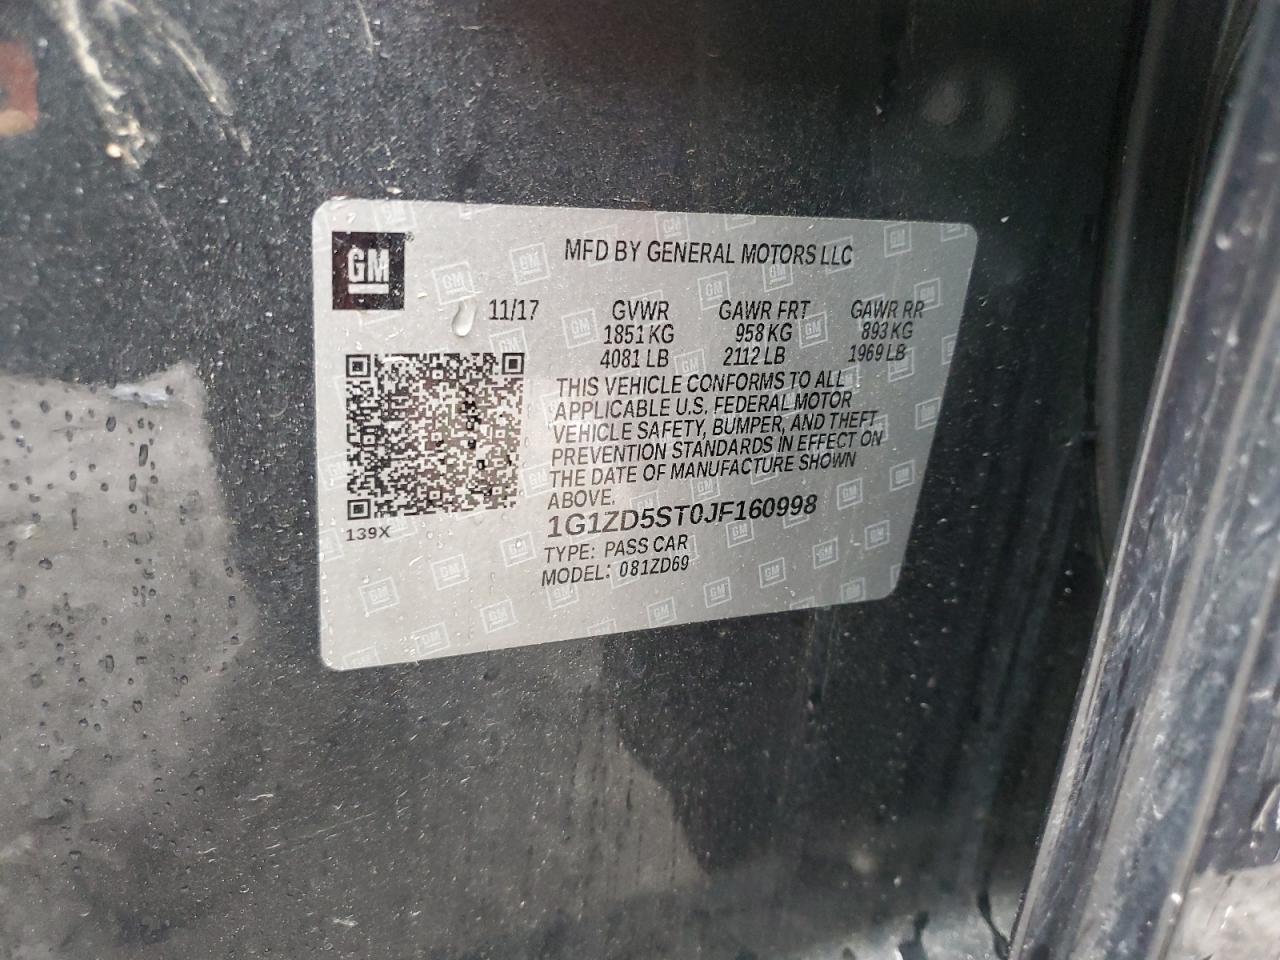 GM
MFD BY GENERAL MOTORS LLC
11/17 GVWR GAWR FRT GAWR RR
1851 KG 958 KG 893 KG
4081 LB 2112 LB 1969 LB
THIS VEHICLE CONFORMS TO ALL
APPLICABLE U.S. FEDERAL MOTOR
VEHICLE SAFETY, BUMPER, AND THEFT
PREVENTION STANDARDS IN EFFECT ON
THE DATE OF MANUFACTURE SHOWN
ABOVE.
1G1ZD5ST0JF160998
TYPE: PASS CAR
MODEL: 081ZD69
139X